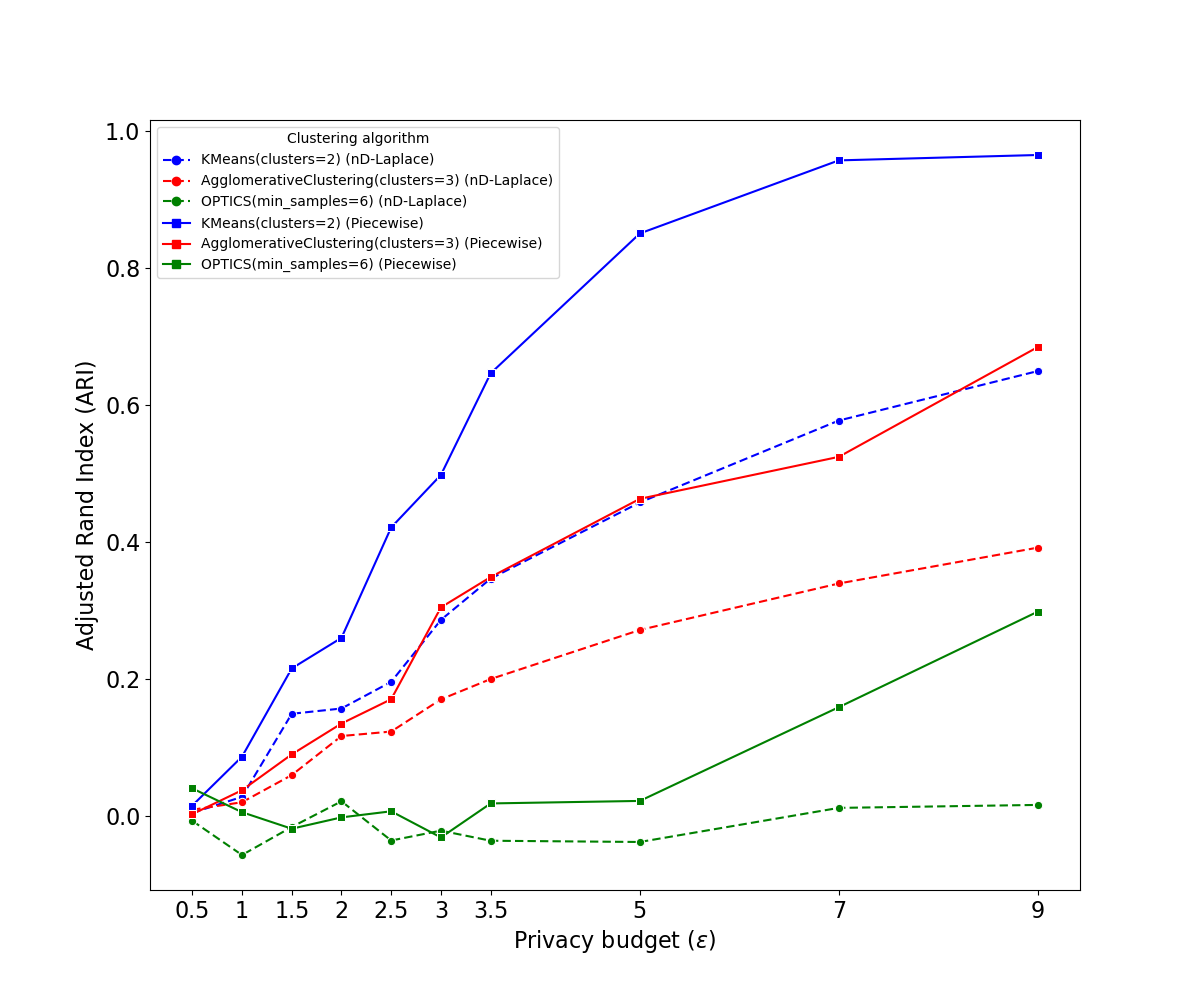 Clustering algorithm
KMeans(clusters=2) (nD-Laplace)
AgglomerativeClustering(clusters=3) (nD-Laplace)
OPTICS(min_samples=6) (nD-Laplace)
KMeans(clusters=2) (Piecewise)
AgglomerativeClustering(clusters=3) (Piecewise)
OPTICS(min_samples=6) (Piecewise)
Adjusted Rand Index (ARI)
1.0
0.8
0.6
0.4
0.2
0.0
0.5 1 1.5 2 2.5 3 3.5 5 7 9
Privacy budget (ε)